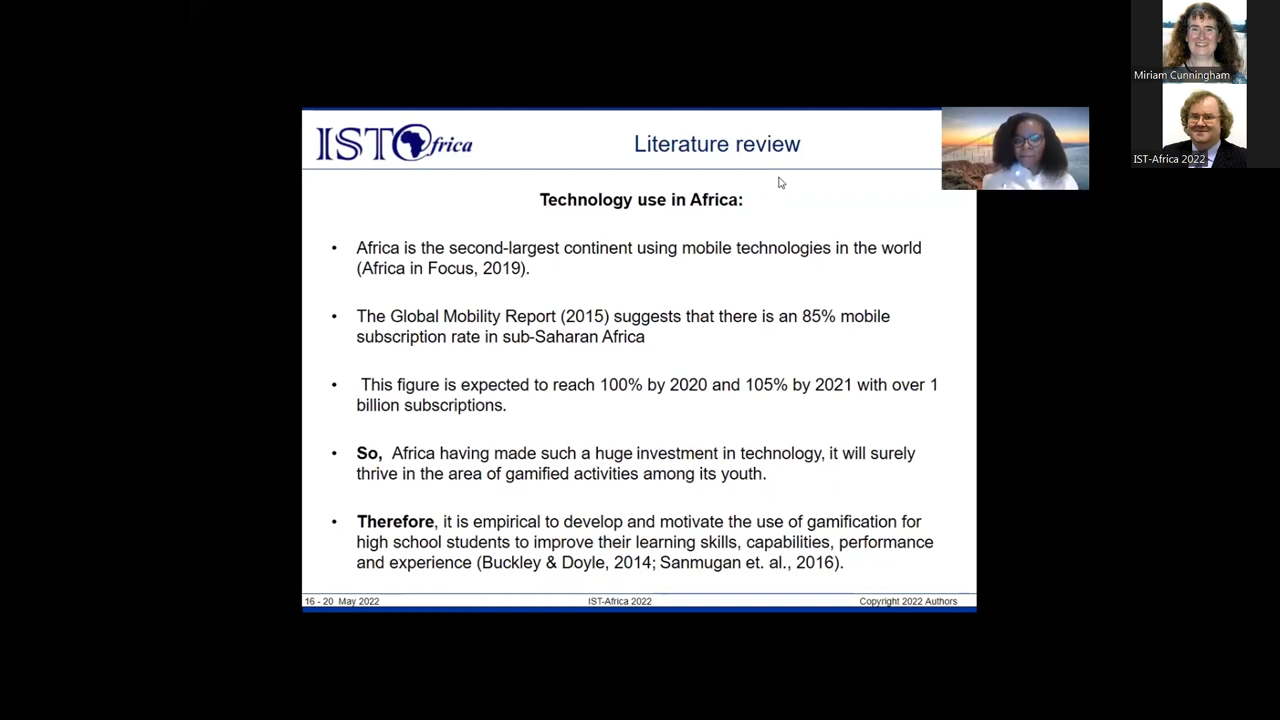 ISTAfrica
Literature review
Miriam Cunningham
IST-Africa 2022
Technology use in Africa:
• Africa is the second-largest continent using mobile technologies in the world
(Africa in Focus, 2019).
• The Global Mobility Report (2015) suggests that there is an 85% mobile
subscription rate in sub-Saharan Africa
• This figure is expected to reach 100% by 2020 and 105% by 2021 with over 1
billion subscriptions.
• So, Africa having made such a huge investment in technology, it will surely
thrive in the area of gamified activities among its youth.
• Therefore, it is empirical to develop and motivate the use of gamification for
high school students to improve their learning skills, capabilities, performance
and experience (Buckley & Doyle, 2014; Sanmugan et. al., 2016).
16 - 20 May 2022
IST-Africa 2022
Copyright 2022 Authors